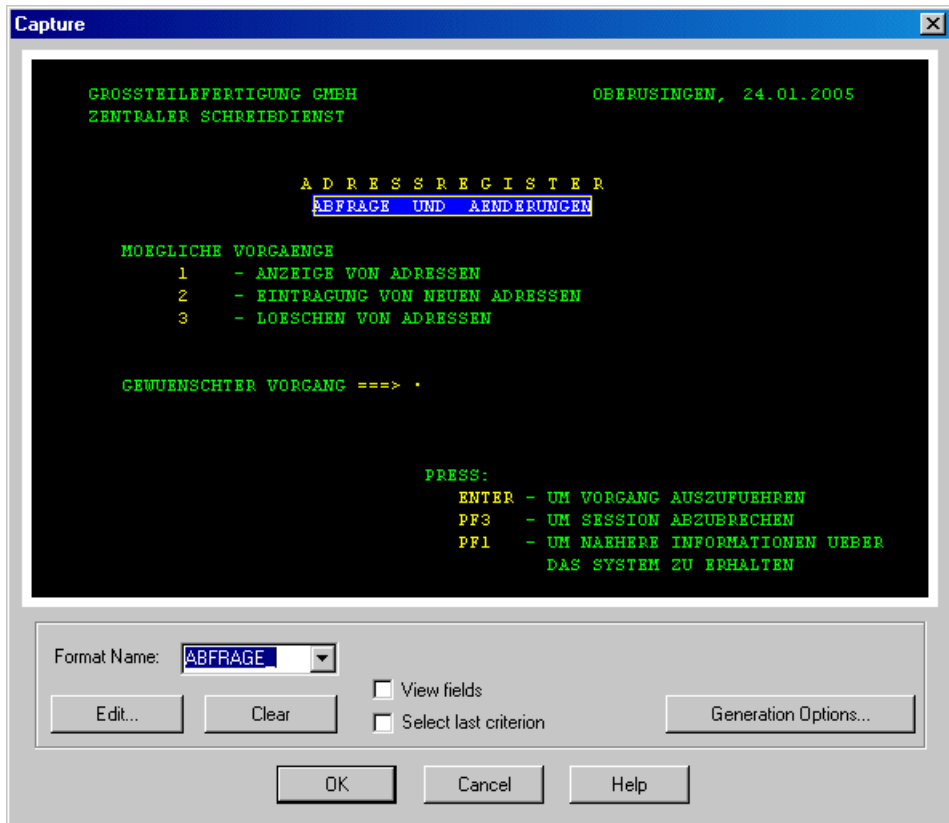 Capture
GROSSTEILEFERTIGUNG GMBH OBERUSINGEN, 24.01.2005
ZENTRALER SCHREIBDIENST
A D R E S S R E G I S T E R
ABFRAGE UND AENDERUNGEN
MOEGLICHE VORGAENGE
1 - ANZEIGE VON ADRESSEN
2 - EINTRAGUNG VON NEUEN ADRESSEN
3 - LOESCHEN VON ADRESSEN
GEWUENSCHTER VORGANG ===> .
PRESS:
ENTER - UM VORGANG AUSZUFUEHREN
PF3 - UM SESSION ABZUBRECHEN
PF1 - UM NAEHERE INFORMATIONEN UEBER
DAS SYSTEM ZU ERHALTEN
Format Name: ABFRAGE_
View fields
Edit... Clear Select last criterion Generation Options...
OK Cancel Help